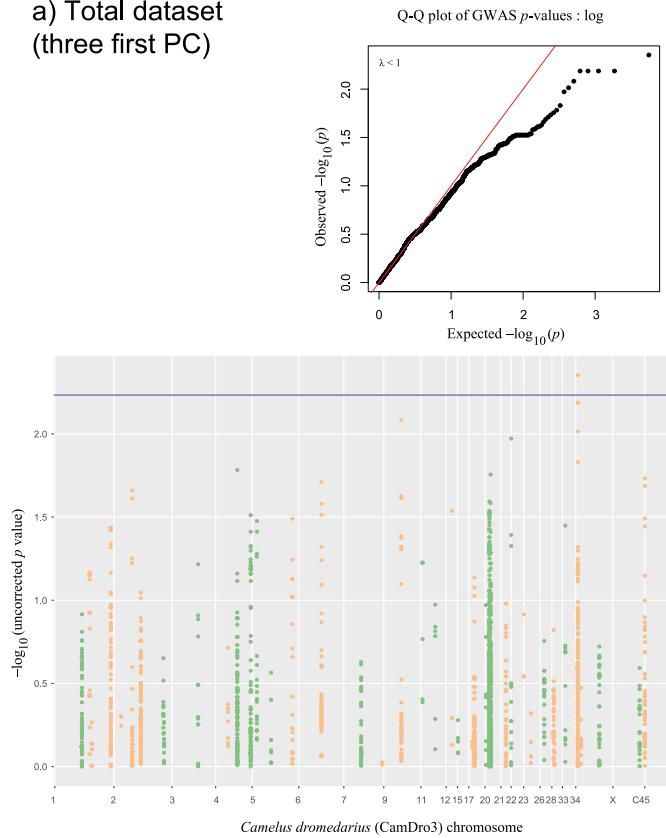 a) Total dataset
(three first PC)
Q-Q plot of GWAS p-values : log
λ < 1
Observed −log10(p)
2.0
1.5
1.0
0.5
0.0
0 1 2 3
Expected −log10(p)
−log10(uncorrected p value)
2.0
1.5
1.0
0.5
0.0
1 2 3 4 5 6 7 9 11 12 15 17 20 21 22 23 26 28 33 34 X C45
Camelus dromedarius (CamDro3) chromosome